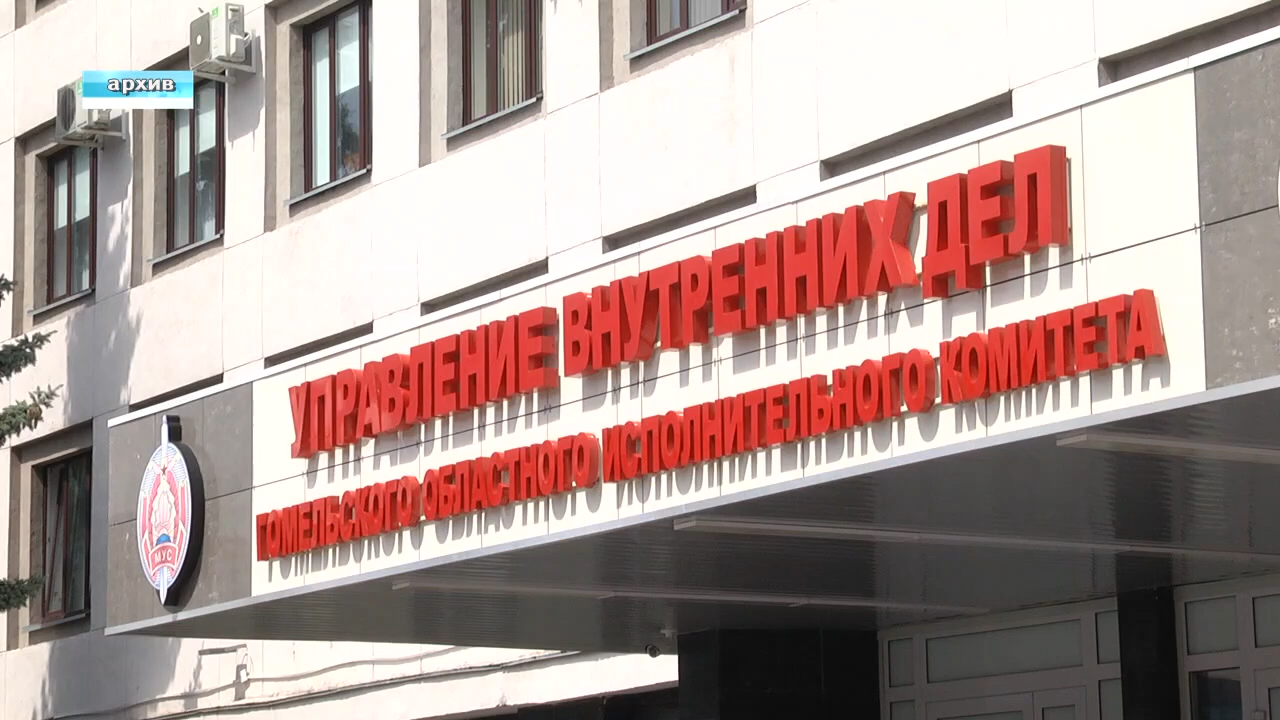 архив
УПРАВЛЕНИЕ ВНУТРЕННИХ ДЕЛ
ГОМЕЛЬСКОГО ОБЛАСТНОГО ИСПОЛНИТЕЛЬНОГО КОМИТЕТА
МУС